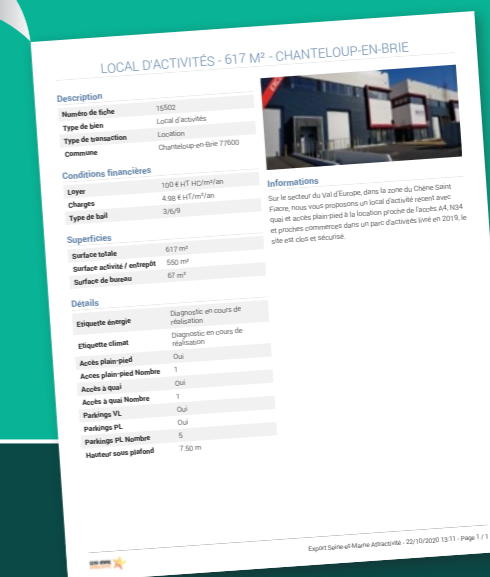 LOCAL D'ACTIVITÉS - 617 M² - CHANTELOUP-EN-BRIE
Description
Numéro de fiche 15502
Type de bien Local d'activités
Type de transaction Location
Commune Chanteloup-en-Brie 77600
Conditions financières
Loyer 100 € HT HC/m²/an
Charges 4.98 € HT/m²/an
Type de bail 3/6/9
Superficies
Surface totale 617 m²
Surface activité / entrepôt 550 m²
Surface de bureau 67 m²
Détails
Etiquette énergie Diagnostic en cours de
réalisation
Etiquette climat Diagnostic en cours de
réalisation
Accès plain-pied Oui
Acces plain-pied Nombre 1
Accès à quai Oui
Accès à quai Nombre 1
Parkings VL Oui
Parkings PL Oui
Parkings PL Nombre 5
Hauteur sous plafond 7.50 m
Informations
Sur le secteur du Val d'Europe, dans la zone du Chêne Saint
Fiacre, nous vous proposons un local d'activité récent avec
quai et accès plain-pied à la location proche de l'accès A4, N34
et proches commerces dans un parc d'activités livré en 2019, le
site est clos et sécurisé.
Export Seine-et-Marne Attractivité - 22/10/2020 13:11 - Page 1 / 1